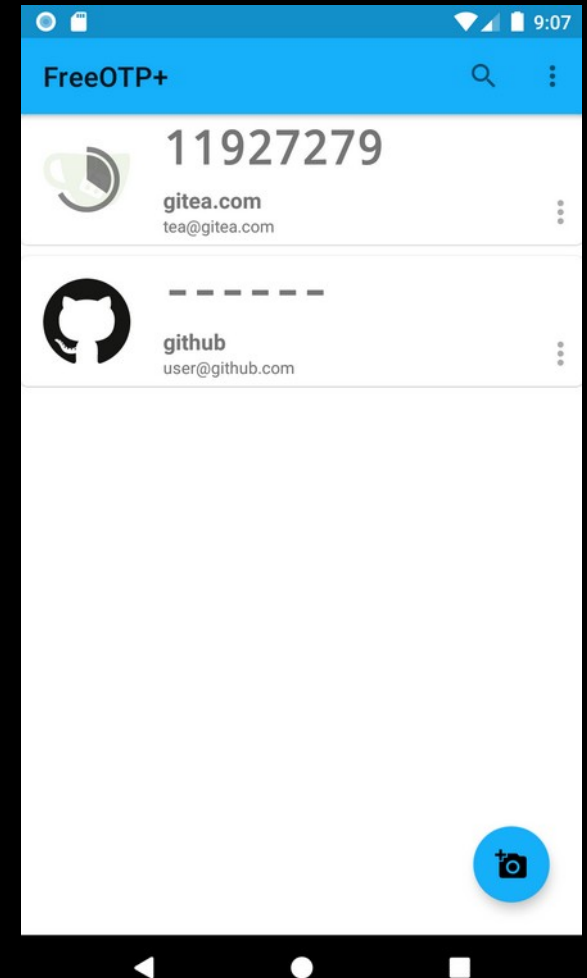 9:07
FreeOTP+
11927279
gitea.com
tea@gitea.com
------
github
user@github.com